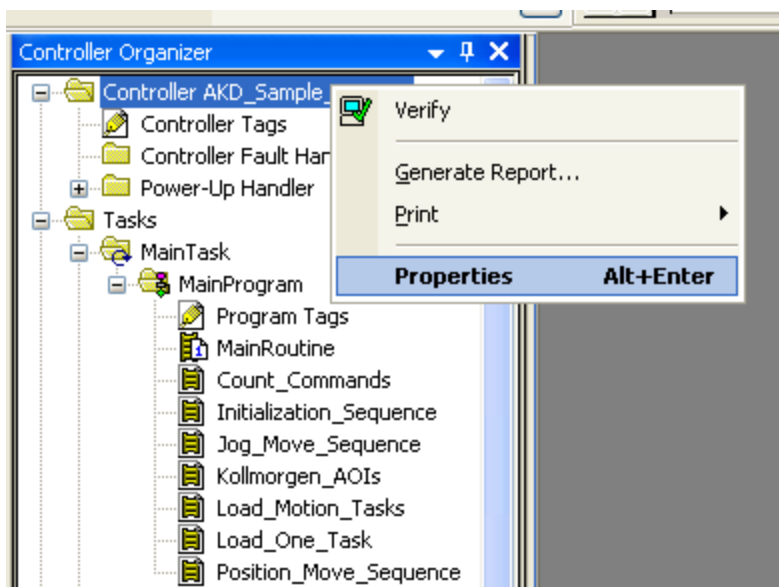 Controller Organizer
Controller AKD_Sample_
Controller Tags
Controller Fault Har
Power-Up Handler
Tasks
MainTask
MainProgram
Program Tags
MainRoutine
Count_Commands
Initialization_Sequence
Jog_Move_Sequence
Kollmorgen_AOIs
Load_Motion_Tasks
Load_One_Task
Position_Move_Sequence
Verify
Generate Report...
Print
Properties Alt+Enter